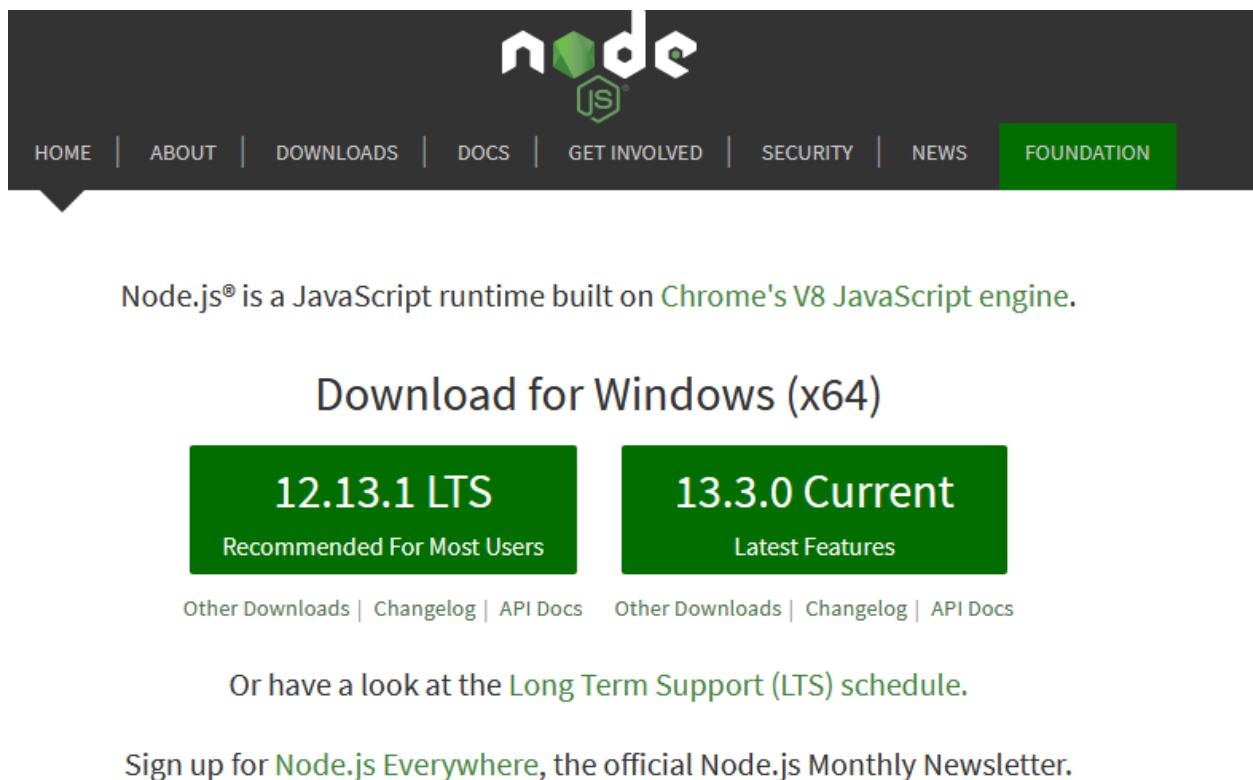 node
JS®
HOME | ABOUT | DOWNLOADS | DOCS | GET INVOLVED | SECURITY | NEWS FOUNDATION
Node.js® is a JavaScript runtime built on Chrome's V8 JavaScript engine.
Download for Windows (x64)
12.13.1 LTS
Recommended For Most Users
13.3.0 Current
Latest Features
Other Downloads | Changelog | API Docs
Other Downloads | Changelog | API Docs
Or have a look at the Long Term Support (LTS) schedule.
Sign up for Node.js Everywhere, the official Node.js Monthly Newsletter.